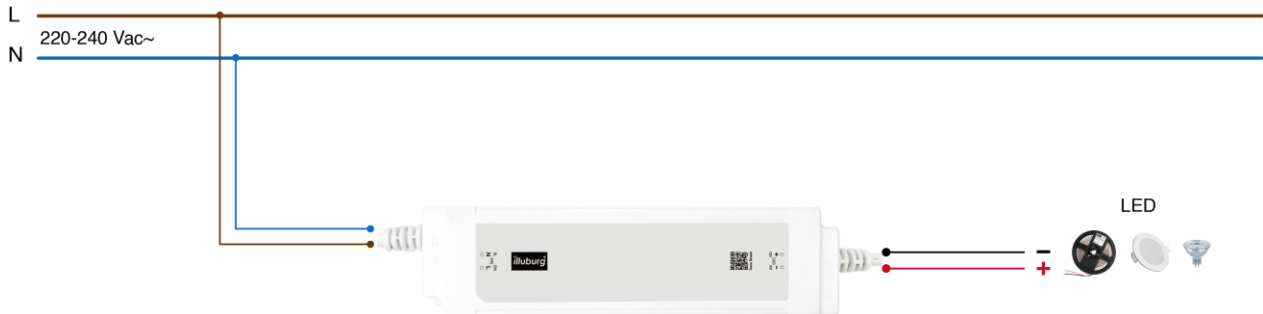 L
220-240 Vac~
N
LED
N
L
illuburg
+
-
−
+